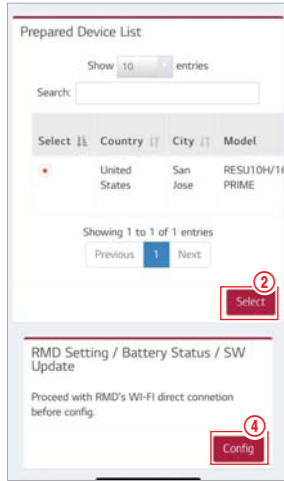 Prepared Device List
Show 10 entries
Search:
Select Country City Model
United States San Jose RESU10H/16 PRIME
Showing 1 to 1 of 1 entries
Previous 1 Next
②
Select
RMD Setting / Battery Status / SW
Update
Proceed with RMD's WI-FI direct connetion
before config.
④
Config